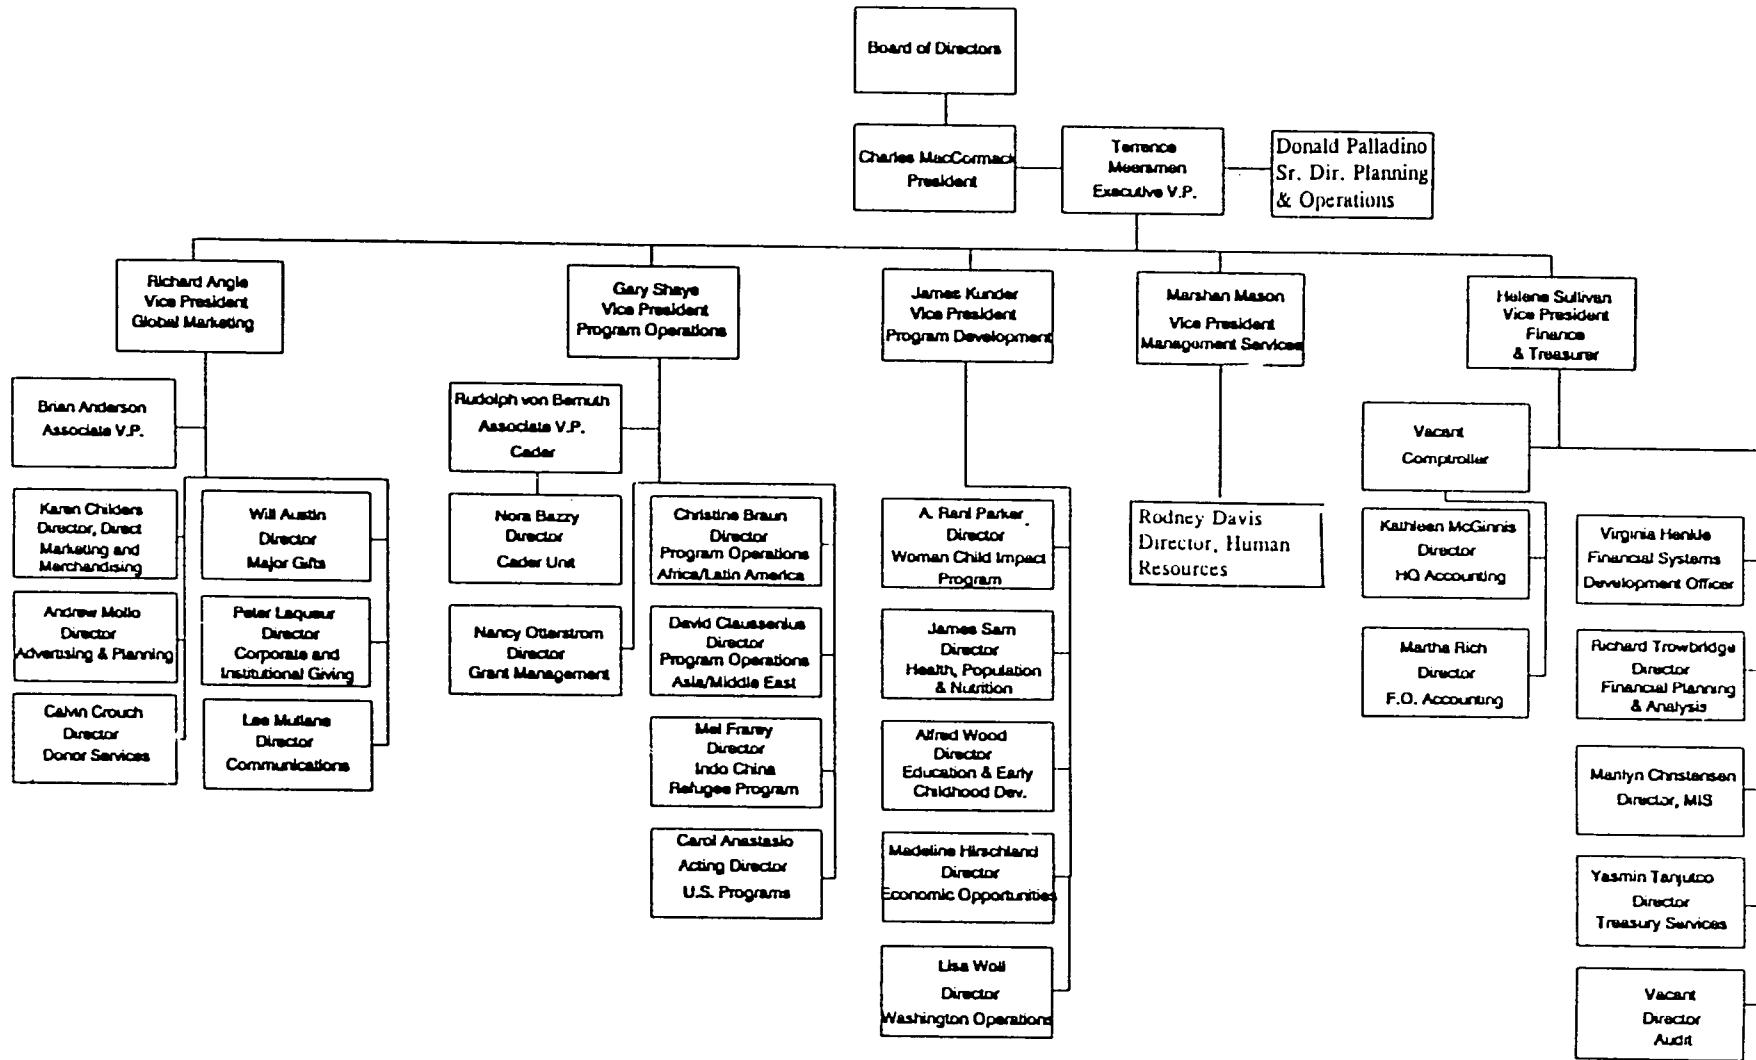 Board of Directors
Charles MacCormack
President
Terrence
Meersmen
Executive V.P.
Donald Palladino
Sr. Dir. Planning
& Operations
Richard Angle
Vice President
Global Marketing
Gary Shaye
Vice President
Program Operations
James Kunder
Vice President
Program Development
Marshan Mason
Vice President
Management Services
Helene Sullivan
Vice President
Finance
& Treasurer
Brian Anderson
Associate V.P.
Karen Childers
Director, Direct
Marketing and
Merchandising
Will Austin
Director
Major Gifts
Andrew Mollo
Director
Advertising & Planning
Peter Laqueur
Director
Corporate and
Institutional Giving
Calvin Crouch
Director
Donor Services
Lee Mullane
Director
Communications
Rudolph von Bernuth
Associate V.P.
Cader
Nora Bazzy
Director
Cader Unit
Nancy Otterstrom
Director
Grant Management
Christine Braun
Director
Program Operations
Africa/Latin America
David Claussenius
Director
Program Operations
Asia/Middle East
Mel Frarey
Director
Indo China
Refugee Program
Carol Anastasio
Acting Director
U.S. Programs
A. Rani Parker
Director
Woman Child Impact
Program
James Sarn
Director
Health, Population
& Nutrition
Alfred Wood
Director
Education & Early
Childhood Dev.
Madeline Hirschland
Director
Economic Opportunities
Lisa Woll
Director
Washington Operations
Rodney Davis
Director, Human
Resources
Vacant
Comptroller
Kathleen McGinnis
Director
HQ Accounting
Martha Rich
Director
F.O. Accounting
Virginia Henkle
Financial Systems
Development Officer
Richard Trowbridge
Director
Financial Planning
& Analysis
Marilyn Christensen
Director, MIS
Yasmin Tanjutco
Director
Treasury Services
Vacant
Director
Audit